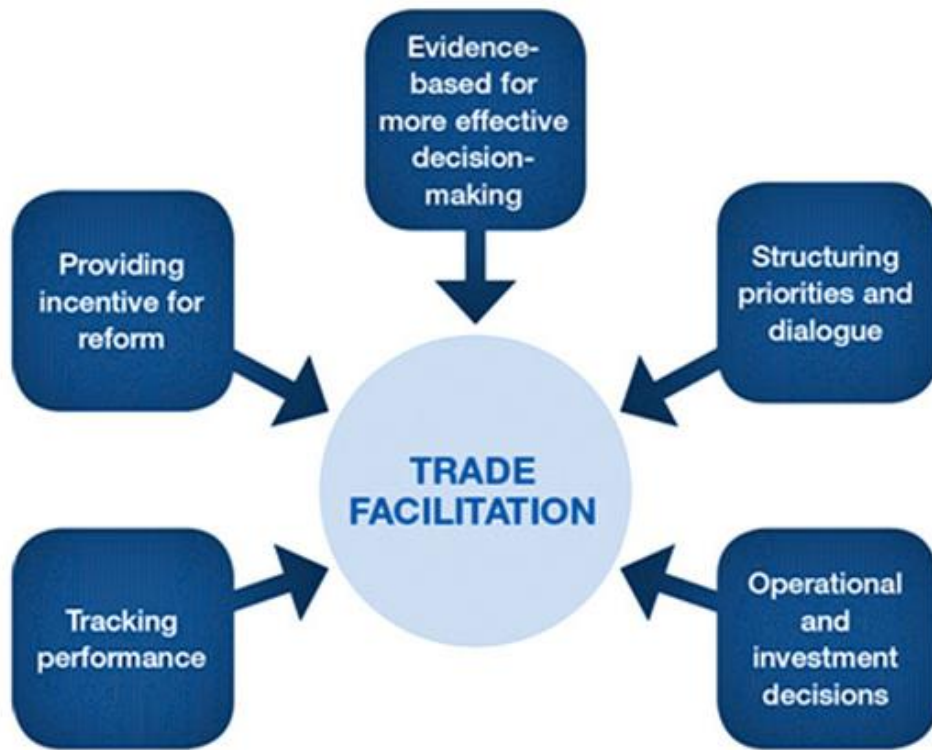 Evidence-
based for
more effective
decision-
making
Providing
incentive for
reform
Structuring
priorities and
dialogue
TRADE
FACILITATION
Tracking
performance
Operational
and
investment
decisions